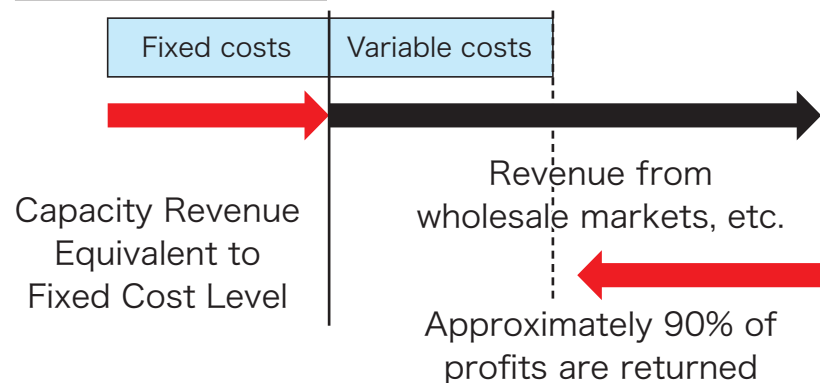 Fixed costs
Variable costs
Capacity Revenue
Equivalent to
Fixed Cost Level
Revenue from
wholesale markets, etc.
Approximately 90% of
profits are returned